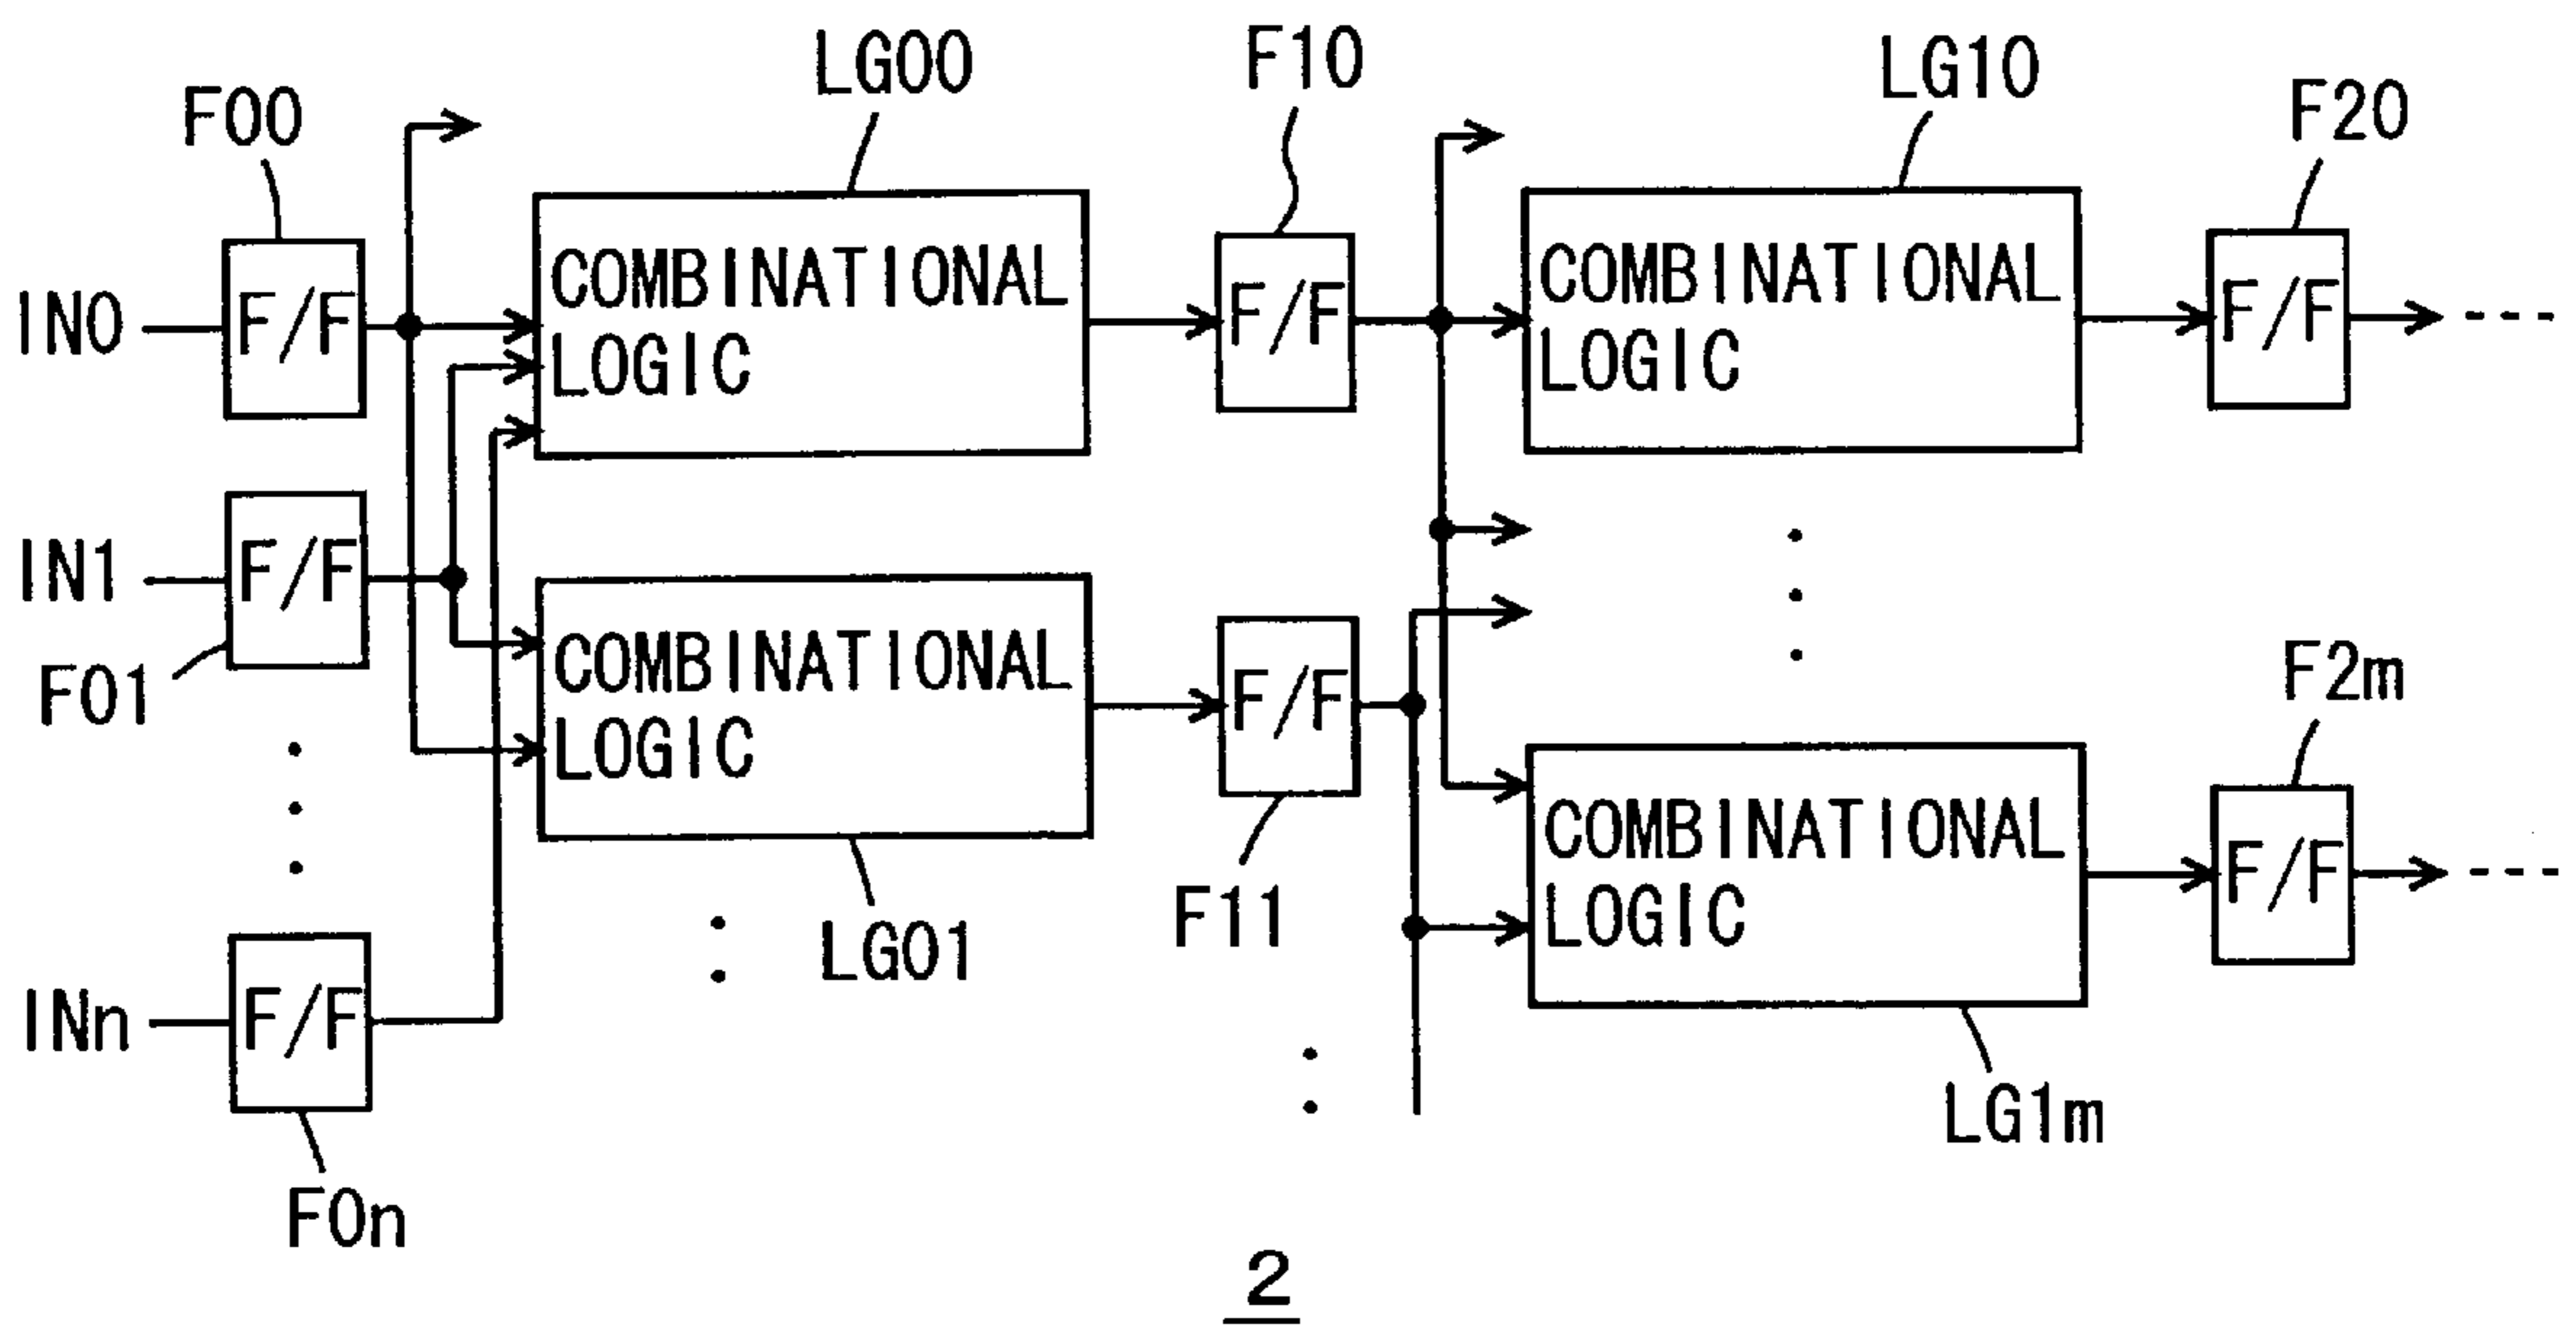 LG00
F10
LG10
F00
F20
COMBINATIONAL
LOGIC
COMBINATIONAL
LOGIC
IN0
F/F
F/F
F/F
IN1
F/F
F01
COMBINATIONAL
LOGIC
F/F
F2m
COMBINATIONAL
LOGIC
F/F
F11
LG01
INn
F/F
LG1m
F0n
2